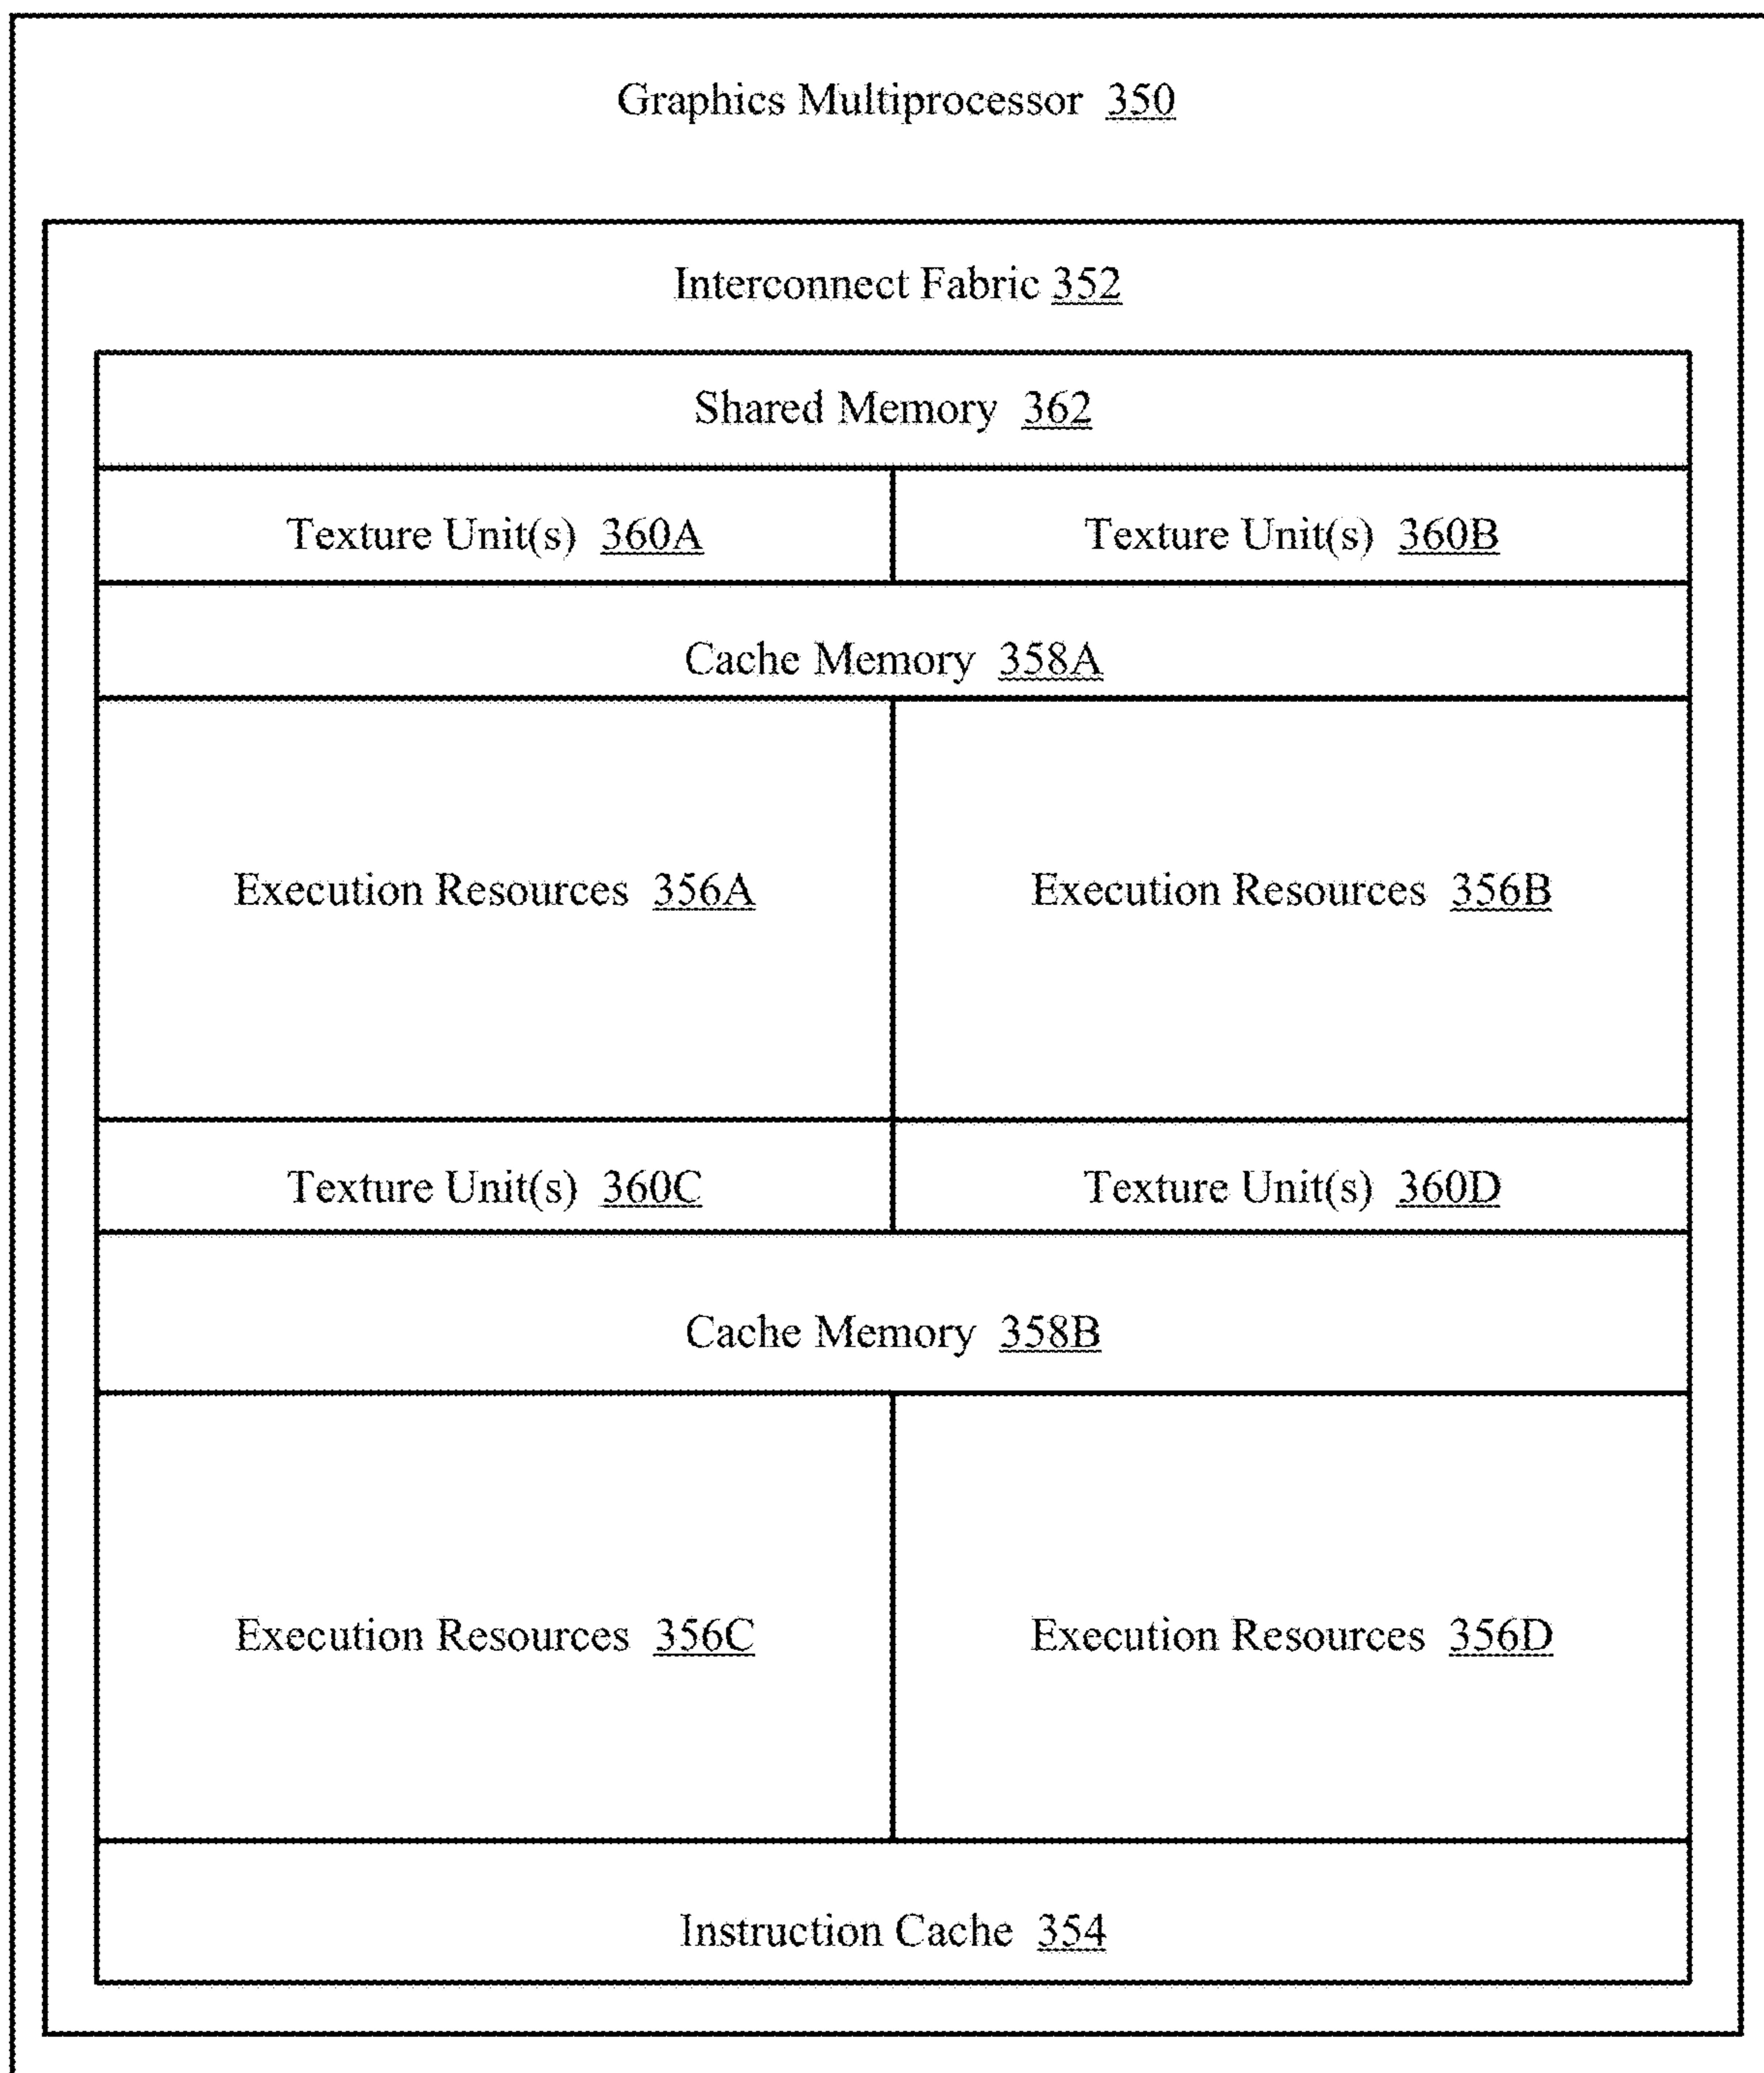 Graphics Multiprocessor 350
Interconnect Fabric 352
Shared Memory 362
Texture Unit(s) 360A
Texture Unit(s) 360B
Cache Memory 358A
Execution Resources 356A
Execution Resources 356B
Texture Unit(s) 360C
Texture Unit(s) 360D
Cache Memory 358B
Execution Resources 356C
Execution Resources 356D
Instruction Cache 354